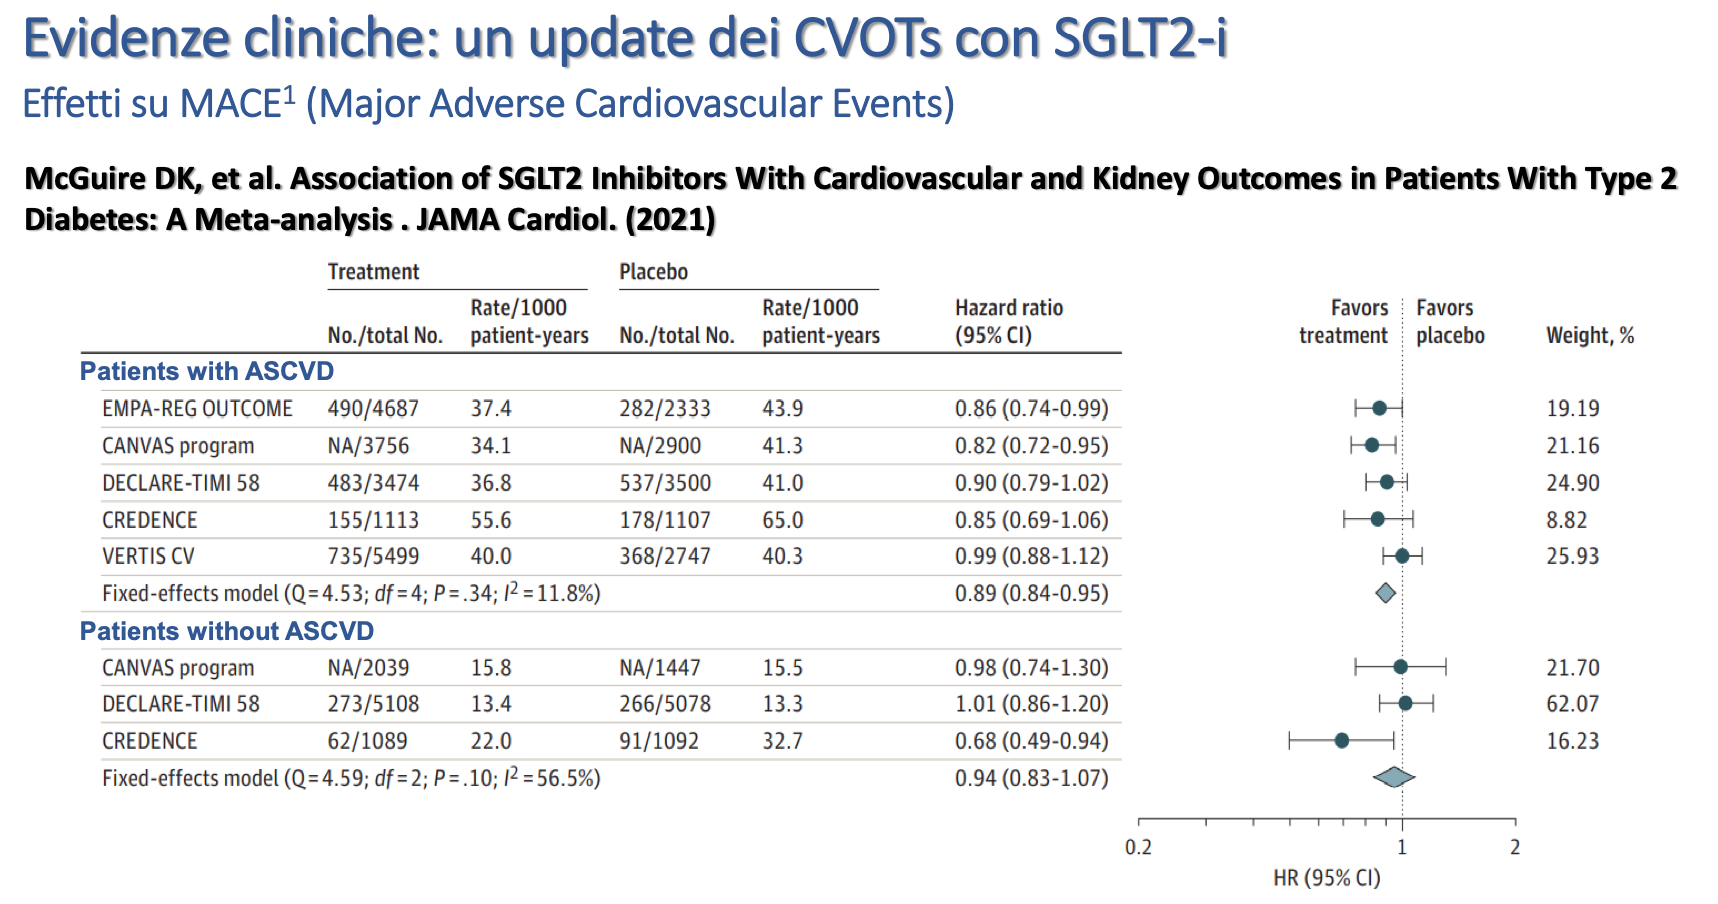 Evidenze cliniche: un update dei CVOTs con SGLT2-i
Effetti su MACE¹ (Major Adverse Cardiovascular Events)
McGuire DK, et al. Association of SGLT2 Inhibitors With Cardiovascular and Kidney Outcomes in Patients With Type 2
Diabetes: A Meta-analysis . JAMA Cardiol. (2021)
Treatment Placebo
Rate/1000 Rate/1000 Hazard ratio Favors Favors
No./total No. patient-years No./total No. patient-years (95% CI) treatment placebo Weight, %
Patients with ASCVD
EMPA-REG OUTCOME 490/4687 37.4 282/2333 43.9 0.86 (0.74-0.99) 19.19
CANVAS program NA/3756 34.1 NA/2900 41.3 0.82 (0.72-0.95) 21.16
DECLARE-TIMI 58 483/3474 36.8 537/3500 41.0 0.90 (0.79-1.02) 24.90
CREDENCE 155/1113 55.6 178/1107 65.0 0.85 (0.69-1.06) 8.82
VERTIS CV 735/5499 40.0 368/2747 40.3 0.99 (0.88-1.12) 25.93
Fixed-effects model (Q=4.53; df=4; P=.34; I²=11.8%) 0.89 (0.84-0.95)
Patients without ASCVD
CANVAS program NA/2039 15.8 NA/1447 15.5 0.98 (0.74-1.30) 21.70
DECLARE-TIMI 58 273/5108 13.4 266/5078 13.3 1.01 (0.86-1.20) 62.07
CREDENCE 62/1089 22.0 91/1092 32.7 0.68 (0.49-0.94) 16.23
Fixed-effects model (Q=4.59; df=2; P=.10; I²=56.5%) 0.94 (0.83-1.07)
0.2 1 2
HR (95% CI)